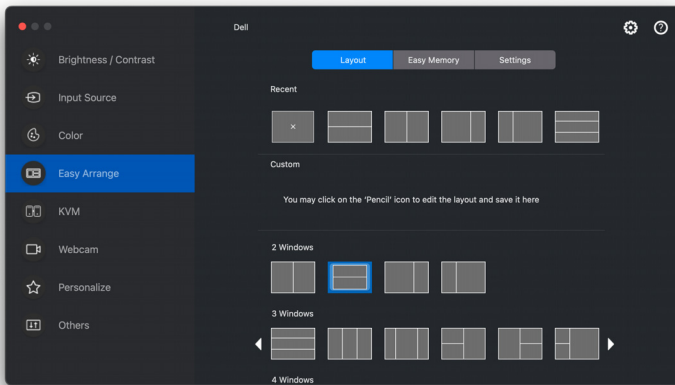 Dell
Brightness / Contrast
Input Source
Color
Easy Arrange
KVM
Webcam
Personalize
Others
Layout Easy Memory Settings
Recent
Custom
You may click on the 'Pencil' icon to edit the layout and save it here
2 Windows
3 Windows
4 Windows